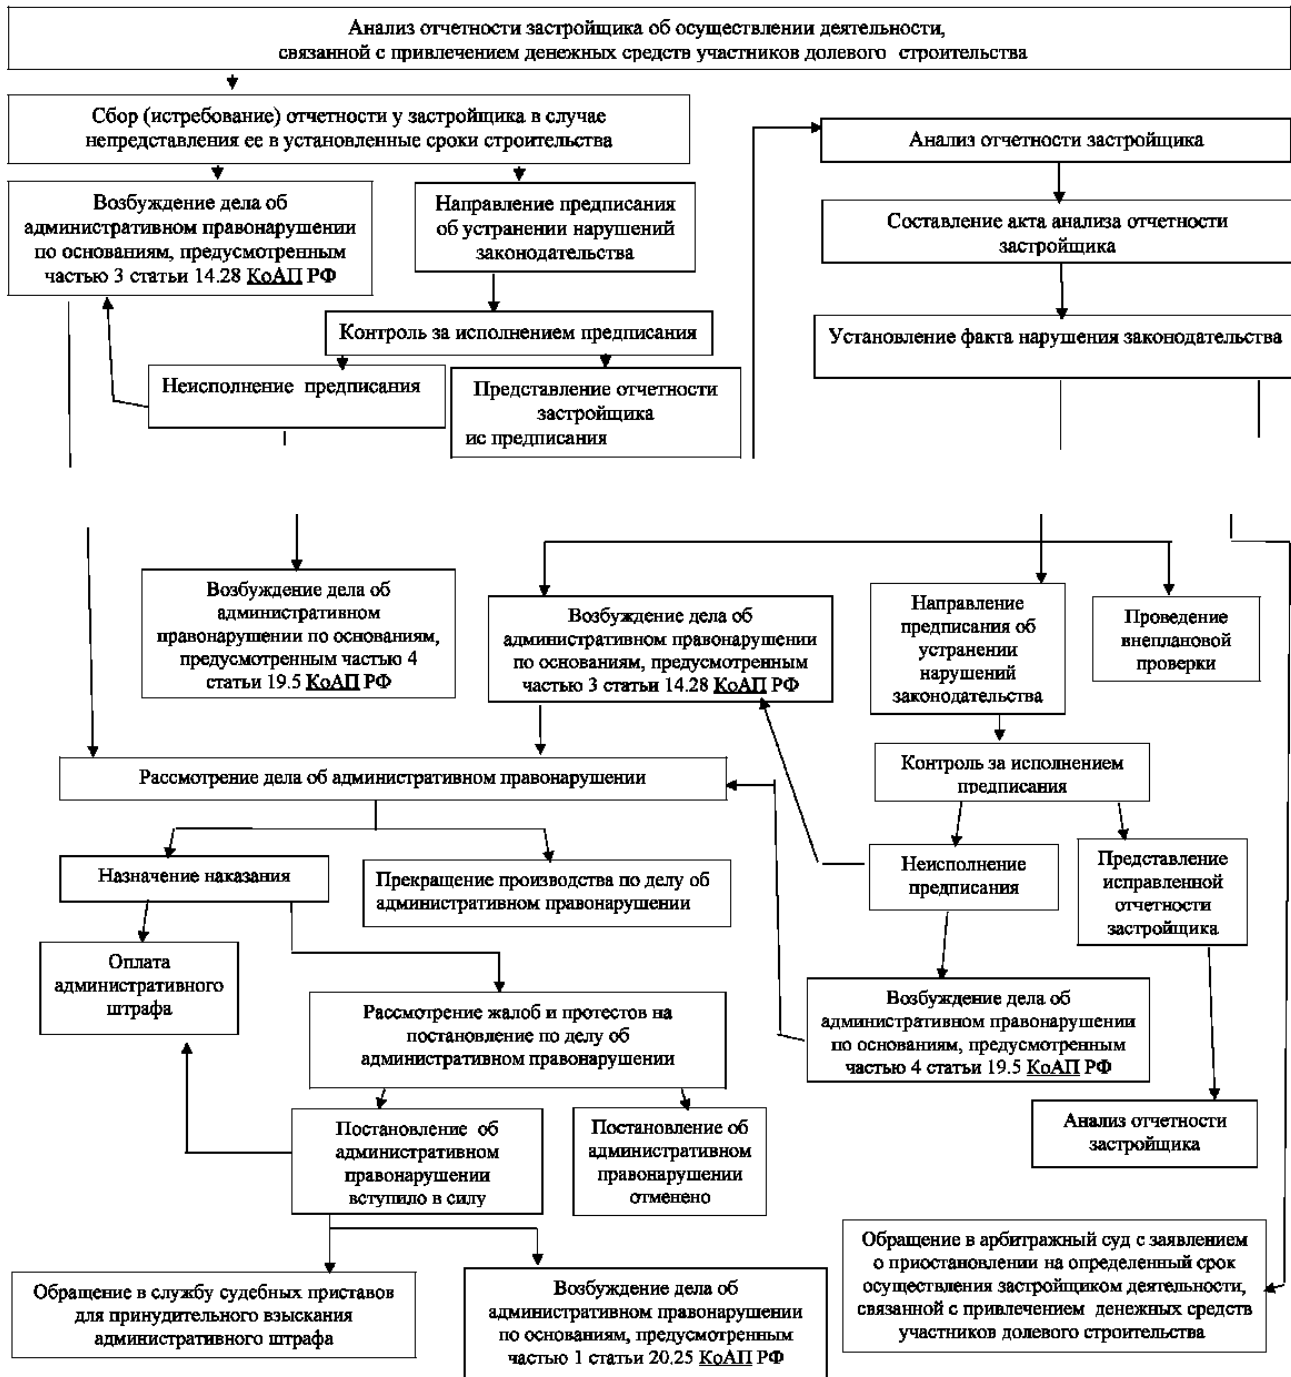 Анализ отчетности застройщика об осуществлении деятельности,
связанной с привлечением денежных средств участников долевого строительства
Сбор (истребование) отчетности у застройщика в случае
непредставления ее в установленные сроки строительства
Анализ отчетности застройщика
Возбуждение дела об
административном правонарушении
по основаниям, предусмотренным
частью 3 статьи 14.28 КоАП РФ
Направление предписания
об устранении нарушений
законодательства
Составление акта анализа отчетности
застройщика
Контроль за исполнением предписания
Установление факта нарушения законодательства
Неисполнение предписания
Представление отчетности
застройщика
ис предписания
Возбуждение дела об
административном
правонарушении по основаниям,
предусмотренным частью 4
статьи 19.5 КоАП РФ
Возбуждение дела об
административном правонарушении
по основаниям, предусмотренным
частью 3 статьи 14.28 КоАП РФ
Направление
предписания об
устранении
нарушений
законодательства
Проведение
внеплановой
проверки
Рассмотрение дела об административном правонарушении
Контроль за исполнением
предписания
Назначение наказания
Прекращение производства по делу об
административном правонарушении
Неисполнение
предписания
Представление
исправленной
отчетности
застройщика
Оплата
административного
штрафа
Рассмотрение жалоб и протестов на
постановление по делу об
административном правонарушении
Возбуждение дела об
административном правонарушении
по основаниям, предусмотренным
частью 4 статьи 19.5 КоАП РФ
Постановление об
административном
правонарушении
вступило в силу
Постановление об
административном
правонарушении
отменено
Анализ отчетности
застройщика
Обращение в службу судебных приставов
для принудительного взыскания
административного штрафа
Возбуждение дела об
административном правонарушении
по основаниям, предусмотренным
частью 1 статьи 20.25 КоАП РФ
Обращение в арбитражный суд с заявлением
о приостановлении на определенный срок
осуществления застройщиком деятельности,
связанной с привлечением денежных средств
участников долевого строительства